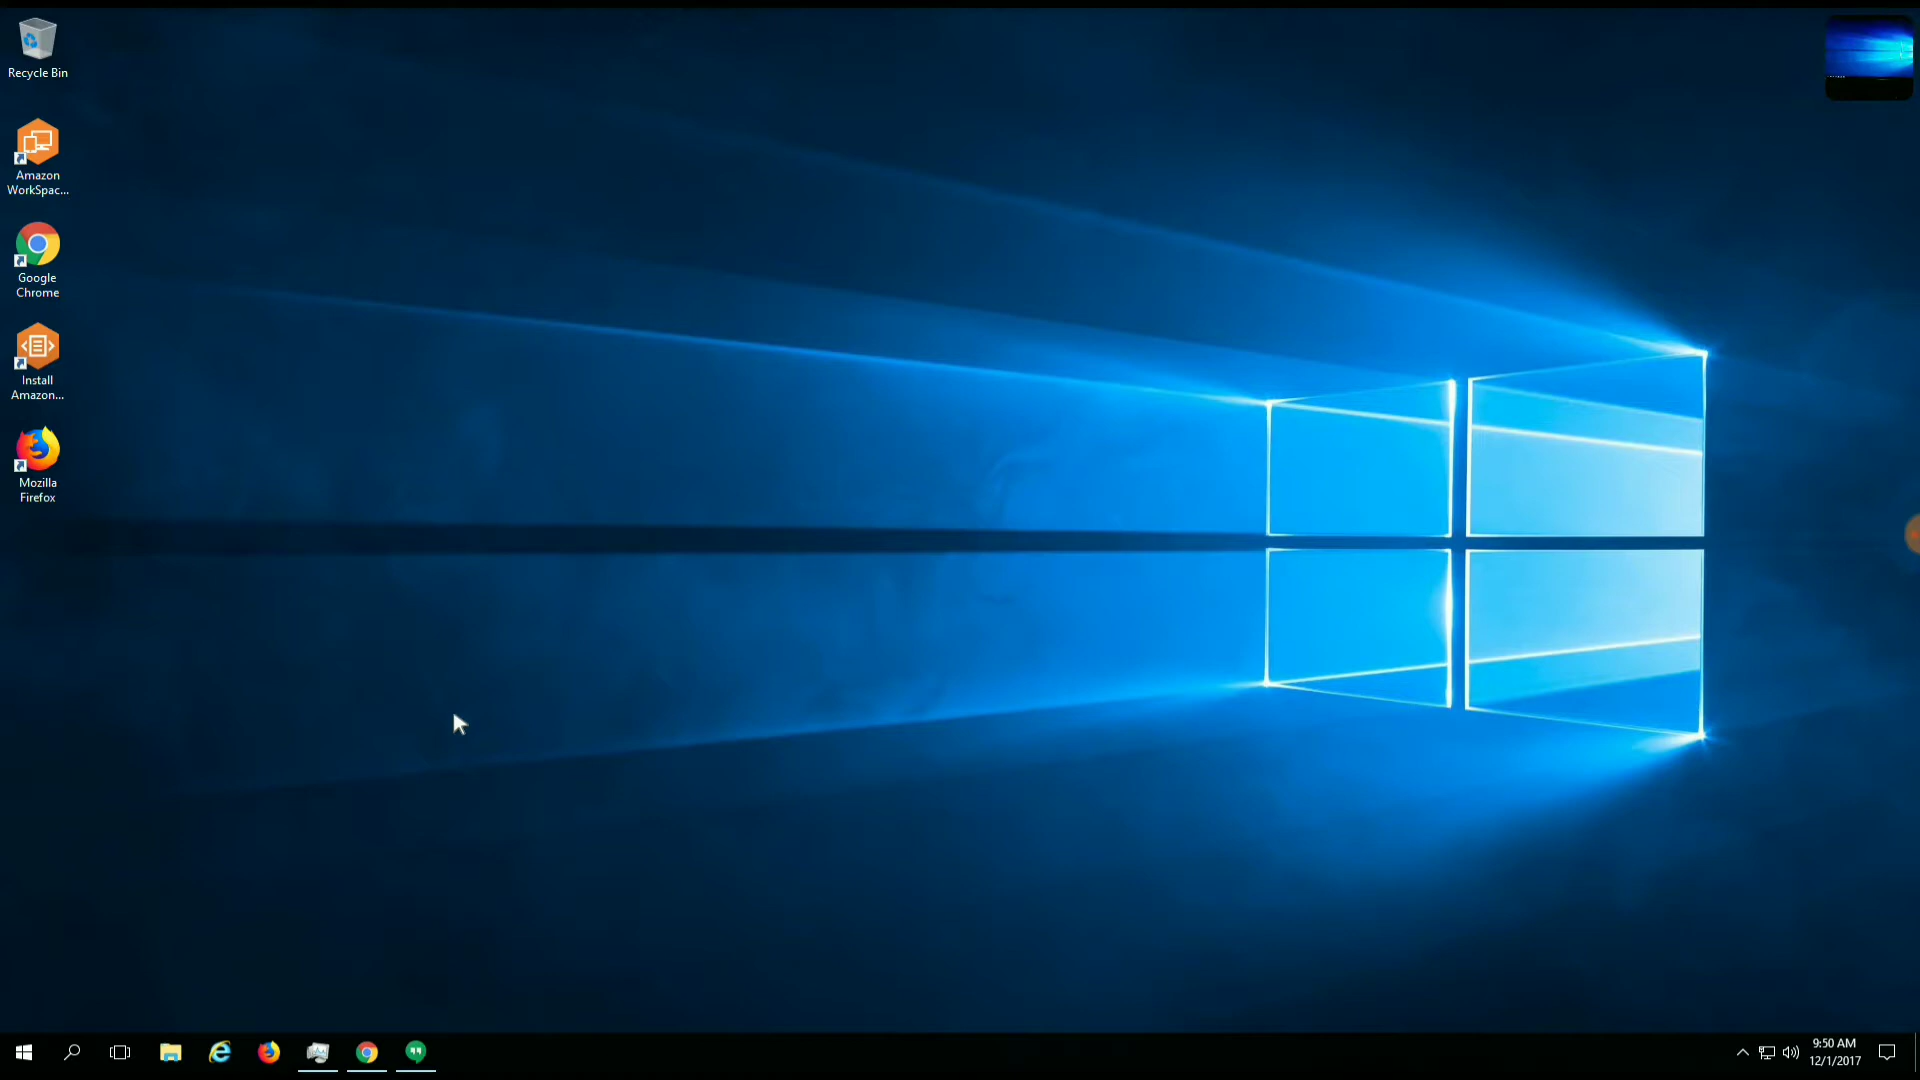 Recycle Bin
Amazon
WorkSpac...
Google
Chrome
Install
Amazon...
Mozilla
Firefox
9:50 AM
12/1/2017